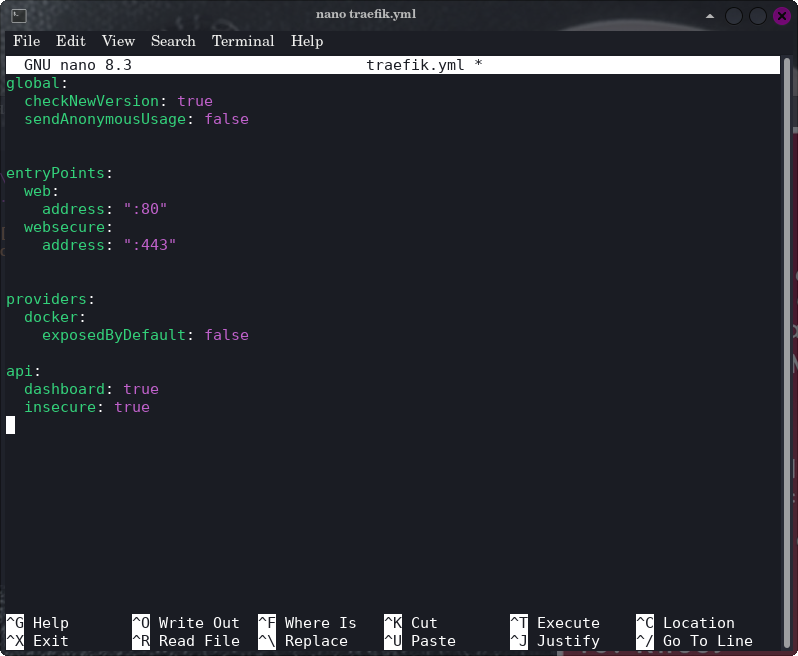 nano traefik.yml
File Edit View Search Terminal Help
GNU nano 8.3 traefik.yml *
global:
  checkNewVersion: true
  sendAnonymousUsage: false
entryPoints:
  web:
    address: ":80"
  websecure:
    address: ":443"
providers:
  docker:
    exposedByDefault: false
api:
  dashboard: true
  insecure: true
^G Help ^O Write Out ^F Where Is ^K Cut ^T Execute ^C Location
^X Exit ^R Read File ^\ Replace ^U Paste ^J Justify ^/ Go To Line